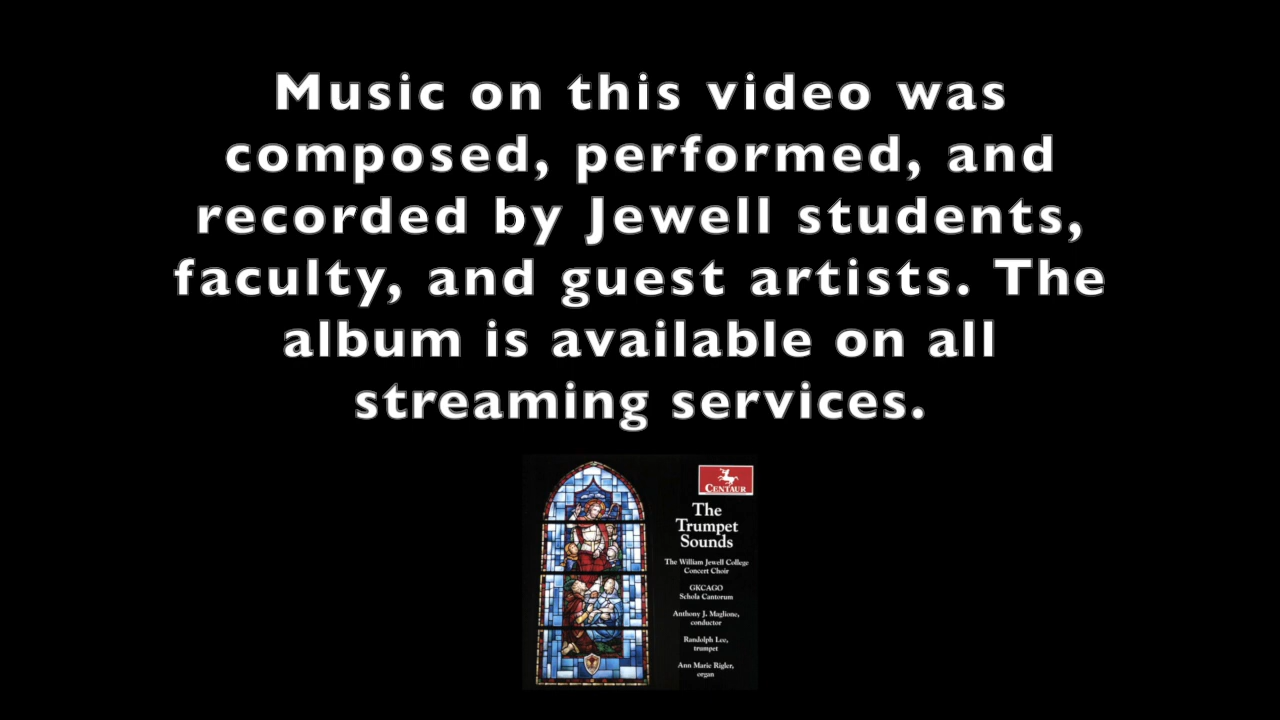 Music on this video was
composed, performed, and
recorded by Jewell students,
faculty, and guest artists. The
album is available on all
streaming services.
CENTAUR
The
Trumpet
Sounds
The William Jewell College
Concert Choir
GKCAGO
Schola Cantorum
Anthony J. Maglione,
conductor
Randolph Lee,
trumpet
Ann Marie Rigler,
organ